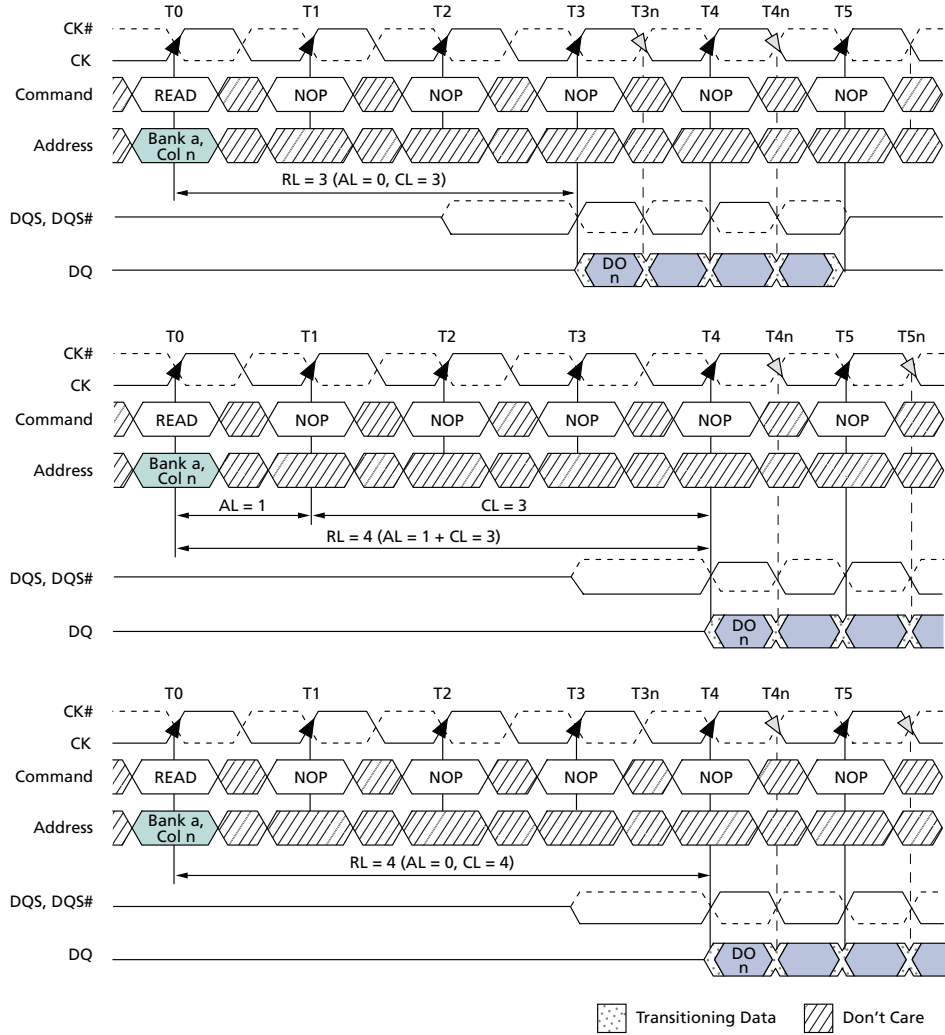 T0 T1 T2 T3 T3n T4 T4n T5
CK#
CK
Command READ NOP NOP NOP NOP NOP
Address Bank a,
Col n
RL = 3 (AL = 0, CL = 3)
DQS, DQS#
DQ DO
n
T0 T1 T2 T3 T4 T4n T5 T5n
CK#
CK
Command READ NOP NOP NOP NOP NOP
Address Bank a,
Col n
AL = 1 CL = 3
RL = 4 (AL = 1 + CL = 3)
DQS, DQS#
DQ DO
n
T0 T1 T2 T3 T3n T4 T4n T5
CK#
CK
Command READ NOP NOP NOP NOP NOP
Address Bank a,
Col n
RL = 4 (AL = 0, CL = 4)
DQS, DQS#
DQ DO
n
Transitioning Data Don't Care